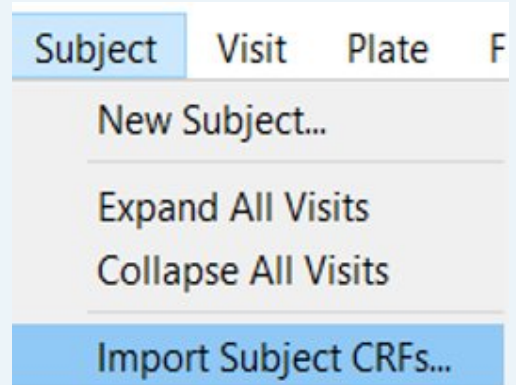 Subject Visit Plate F
New Subject...
Expand All Visits
Collapse All Visits
Import Subject CRFs...